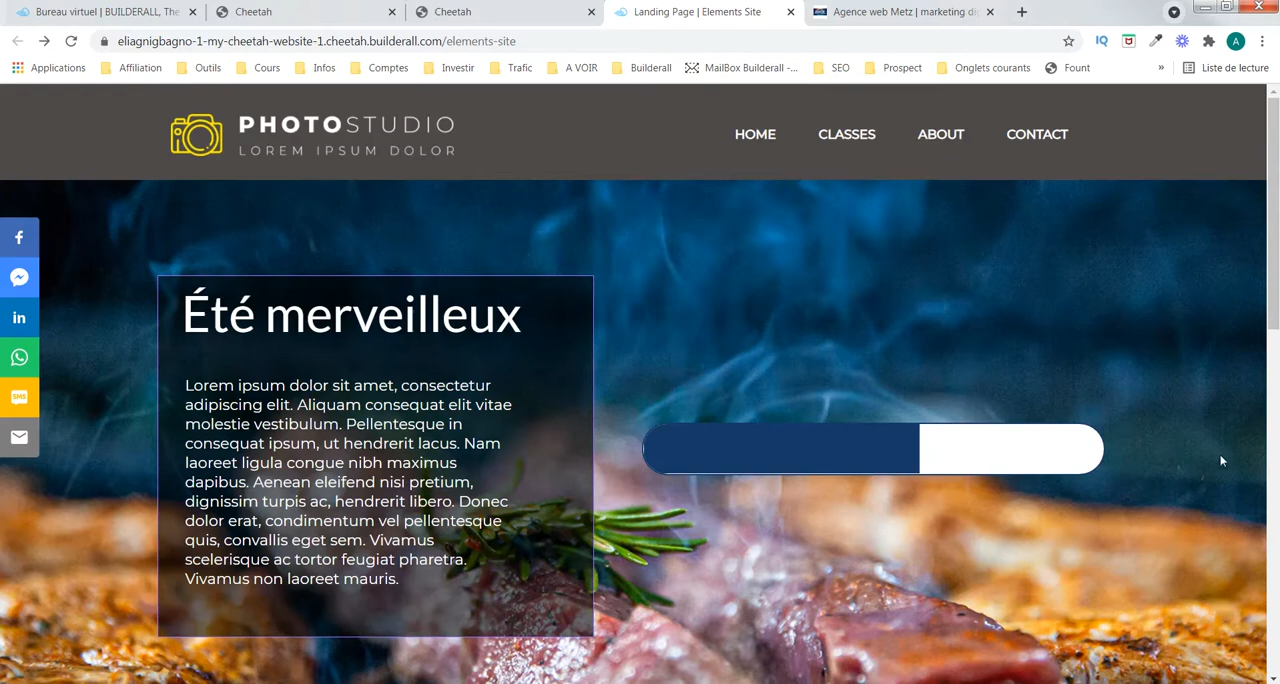 Bureau virtuel | BUILDERALL, The
Cheetah
Cheetah
Landing Page | Elements Site
Agence web Metz | marketing di
eliagnigbagno-1-my-cheetah-website-1.cheetah.builderall.com/elements-site
A
Applications
Affiliation
Outils
Cours
Infos
Comptes
Investir
Trafic
A VOIR
Builderall
MailBox Builderall -...
SEO
Prospect
Onglets courants
Fount
»
Liste de lecture
PHOTOSTUDIO
LOREM IPSUM DOLOR
HOME
CLASSES
ABOUT
CONTACT
SMS
Été merveilleux
Lorem ipsum dolor sit amet, consectetur
adipiscing elit. Aliquam consequat elit vitae
molestie vestibulum. Pellentesque in
consequat ipsum, ut hendrerit lacus. Nam
laoreet ligula congue nibh maximus
dapibus. Aenean eleifend nisi pretium,
dignissim turpis ac, hendrerit libero. Donec
dolor erat, condimentum vel pellentesque
quis, convallis eget sem. Vivamus
scelerisque ac tortor feugiat pharetra.
Vivamus non laoreet mauris.